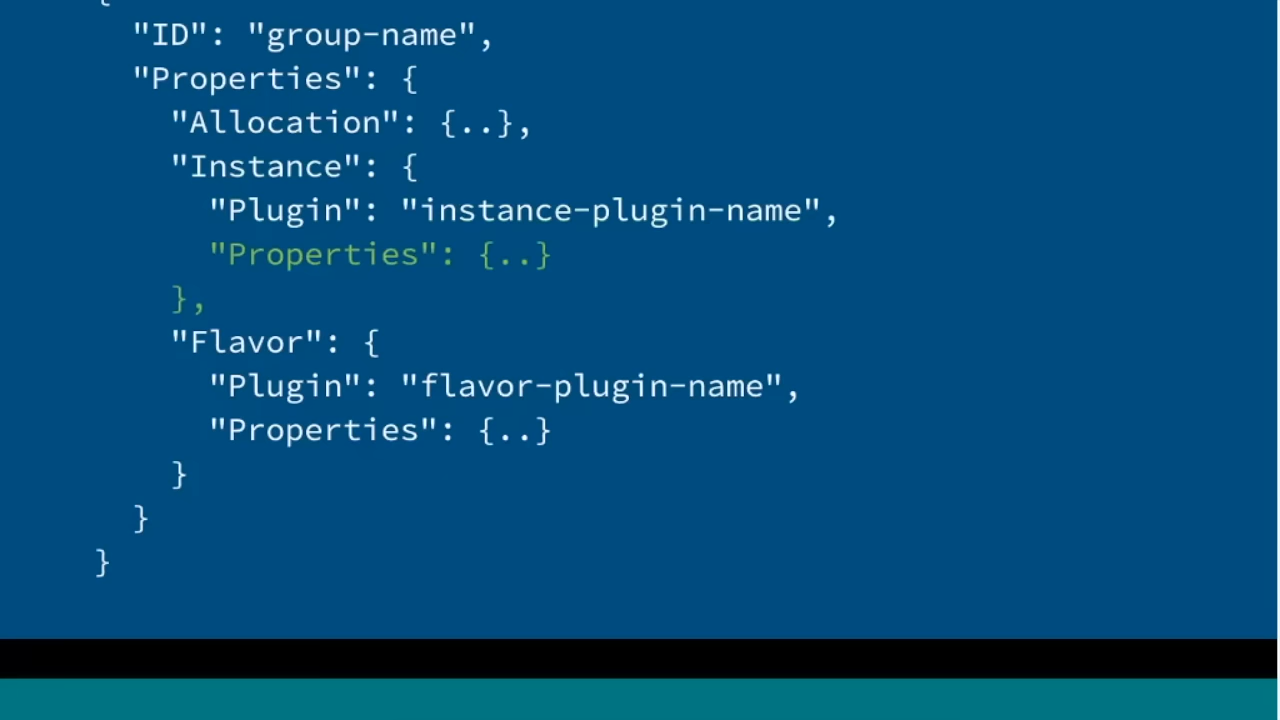 {
"ID": "group-name",
"Properties": {
"Allocation": {..},
"Instance": {
"Plugin": "instance-plugin-name",
"Properties": {..}
},
"Flavor": {
"Plugin": "flavor-plugin-name",
"Properties": {..}
}
}
}